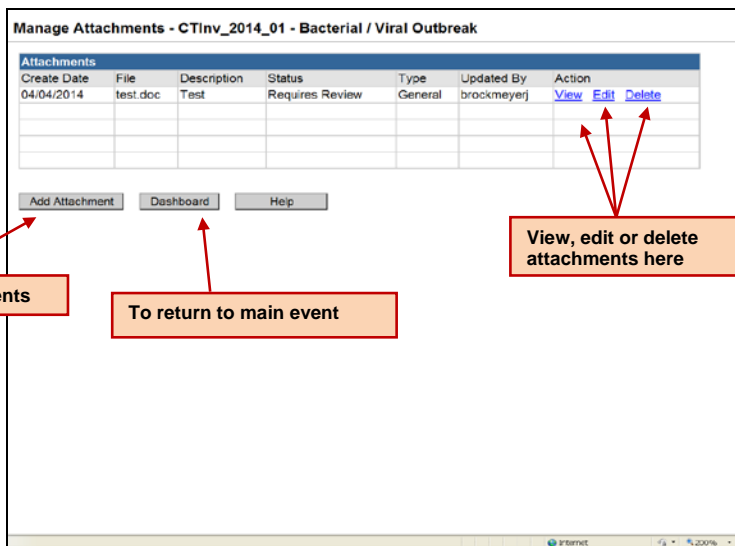 Manage Attachments - CTInv_2014_01 - Bacterial / Viral Outbreak
Attachments
Create Date File Description Status Type Updated By Action
04/04/2014 test.doc Test Requires Review General brockmeyerj View Edit Delete
Add Attachment Dashboard Help
View, edit or delete
attachments here
ents
To return to main event
Internet 200%